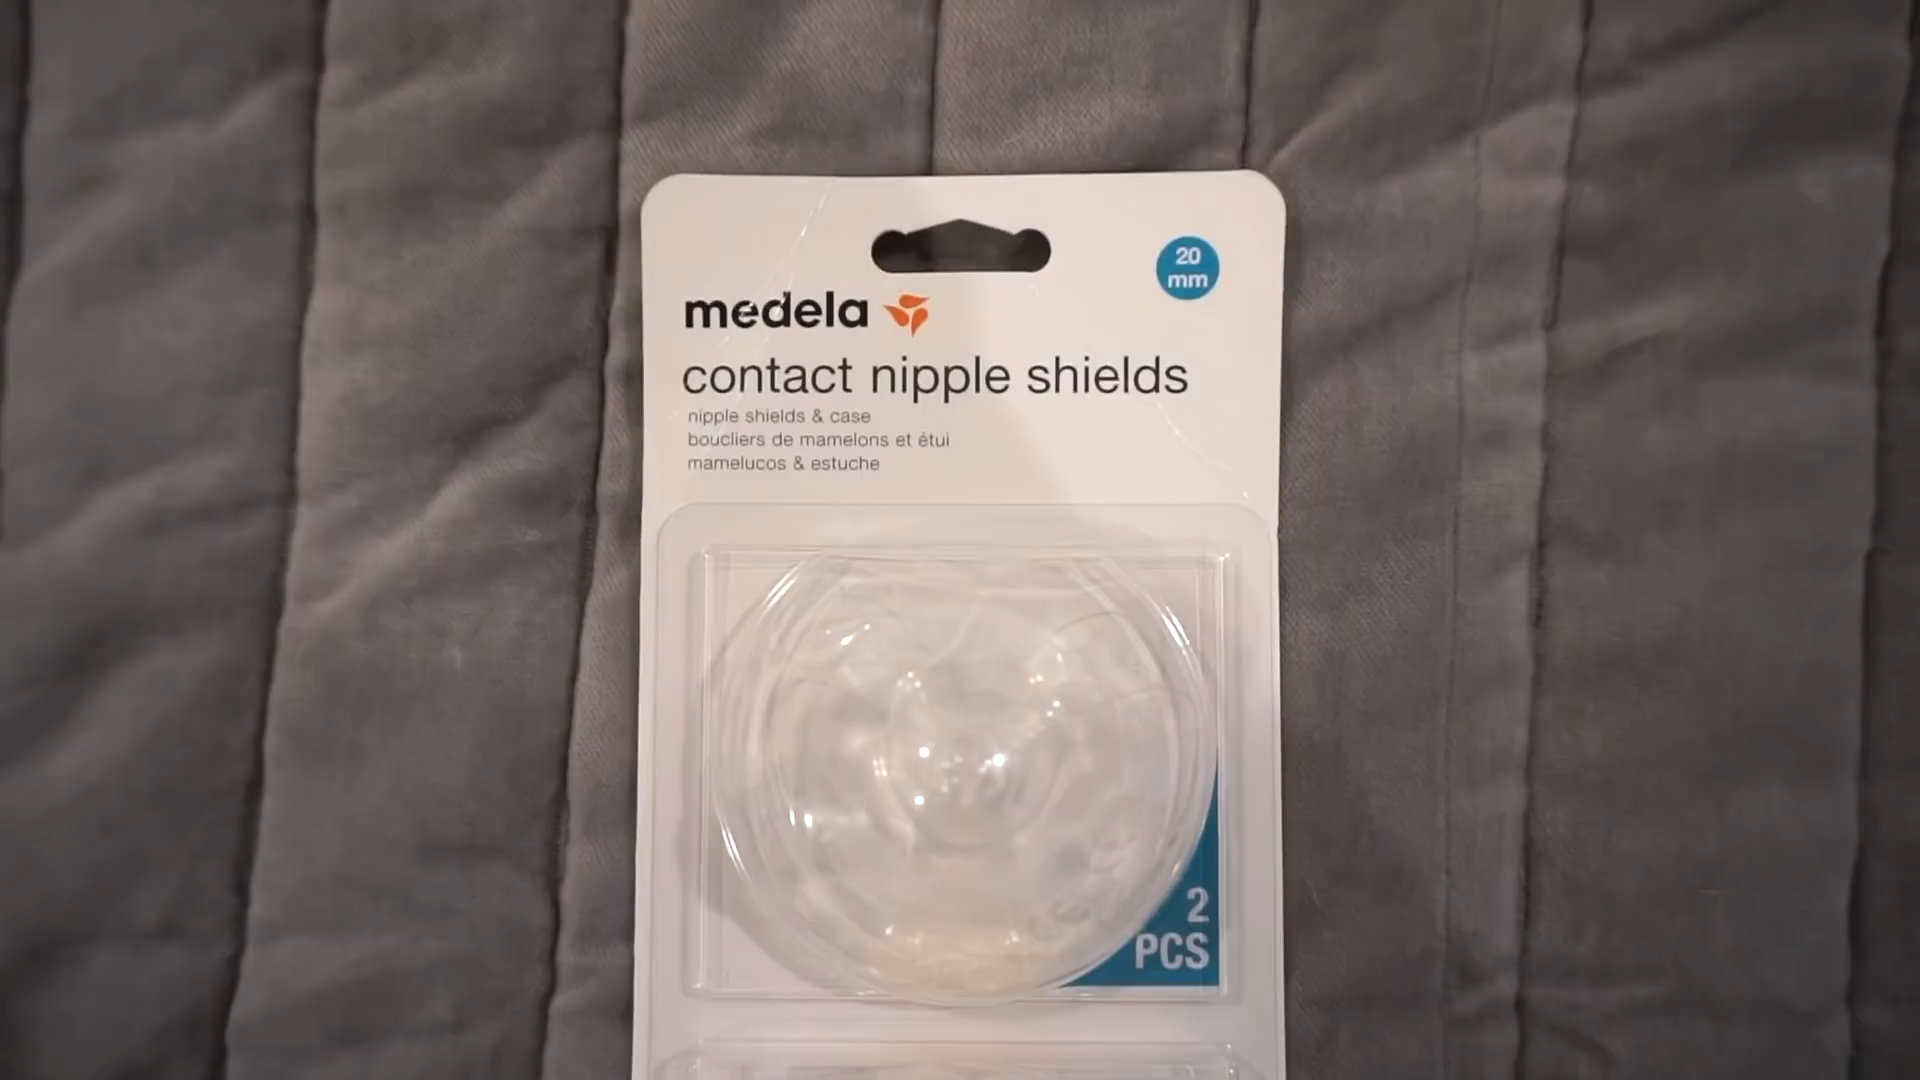 20
mm
medela
contact nipple shields
nipple shields & case
boucliers de mamelons et étui
mamelucos & estuche
2
PCS